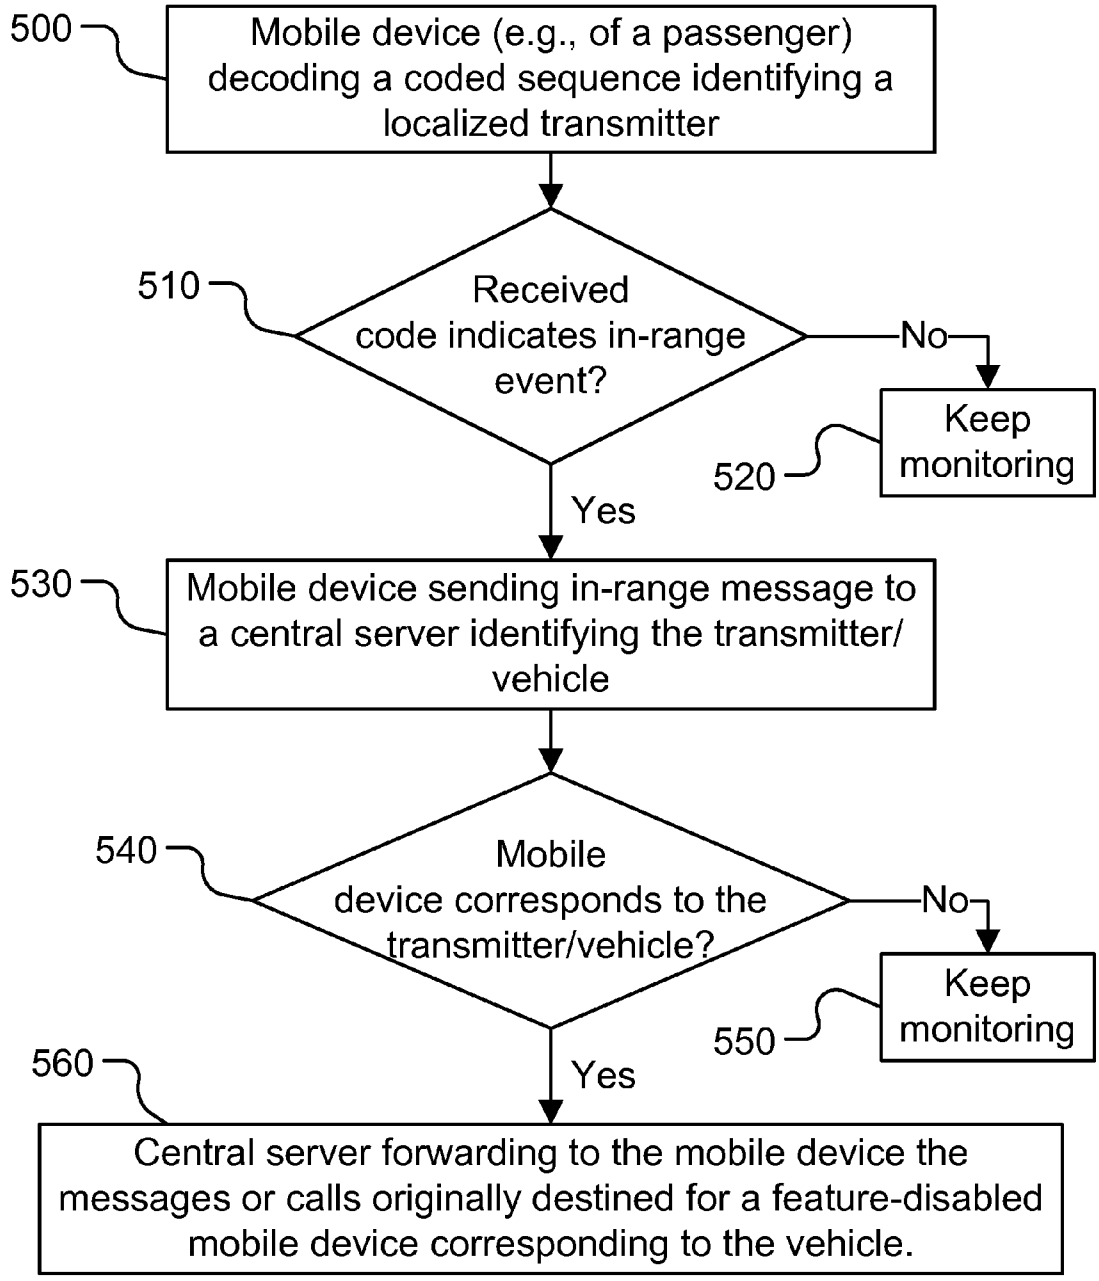 500
Mobile device (e.g., of a passenger)
decoding a coded sequence identifying a
localized transmitter
510
Received
code indicates in-range
event?
No
Keep
monitoring
520
Yes
530
Mobile device sending in-range message to
a central server identifying the transmitter/
vehicle
540
Mobile
device corresponds to the
transmitter/vehicle?
No
Keep
monitoring
550
Yes
560
Central server forwarding to the mobile device the
messages or calls originally destined for a feature-disabled
mobile device corresponding to the vehicle.